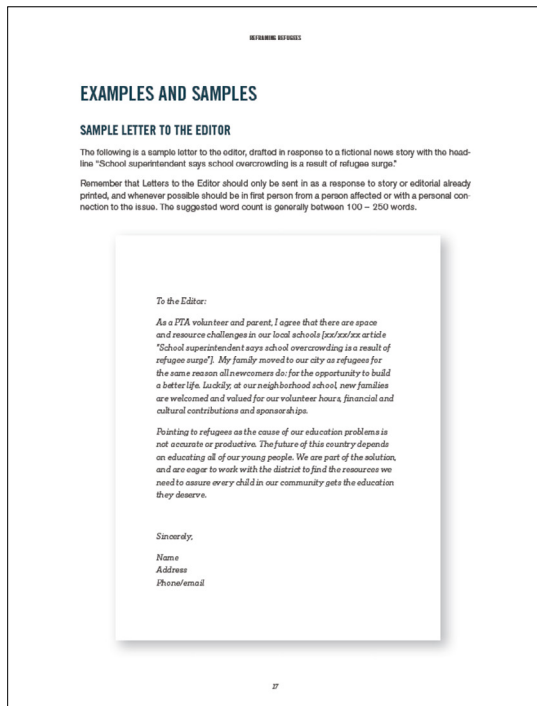 REFRAMING REFUGEES
EXAMPLES AND SAMPLES
SAMPLE LETTER TO THE EDITOR
The following is a sample letter to the editor, drafted in response to a fictional news story with the head-
line “School superintendent says school overcrowding is a result of refugee surge.”
Remember that Letters to the Editor should only be sent in as a response to story or editorial already
printed, and whenever possible should be in first person from a person affected or with a personal con-
nection to the issue. The suggested word count is generally between 100 – 250 words.
To the Editor:
As a PTA volunteer and parent, I agree that there are space
and resource challenges in our local schools [xx/xx/xx article
“School superintendent says school overcrowding is a result of
refugee surge”]. My family moved to our city as refugees for
the same reason all newcomers do: for the opportunity to build
a better life. Luckily, at our neighborhood school, new families
are welcomed and valued for our volunteer hours, financial and
cultural contributions and sponsorships.
Pointing to refugees as the cause of our education problems is
not accurate or productive. The future of this country depends
on educating all of our young people. We are part of the solution,
and are eager to work with the district to find the resources we
need to assure every child in our community gets the education
they deserve.
Sincerely,
Name
Address
Phone/email
27